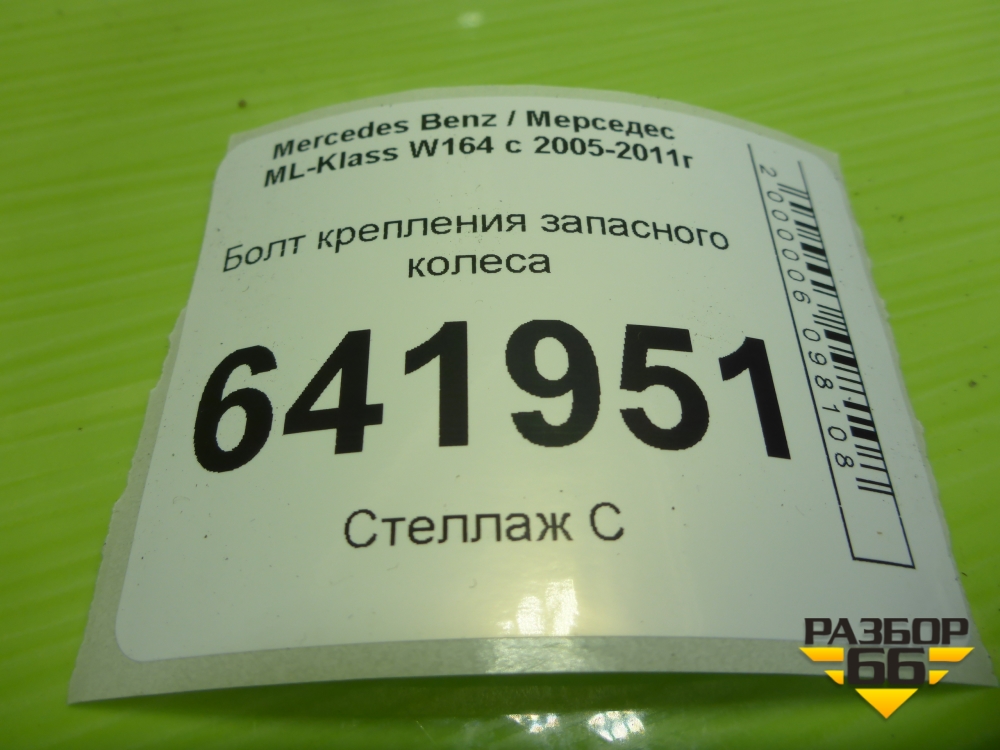 Mercedes Benz / Мерседес
ML-Klass W164 с 2005-2011г
Болт крепления запасного
колеса
641951
Стеллаж С
2000006098108
РАЗБОР
66